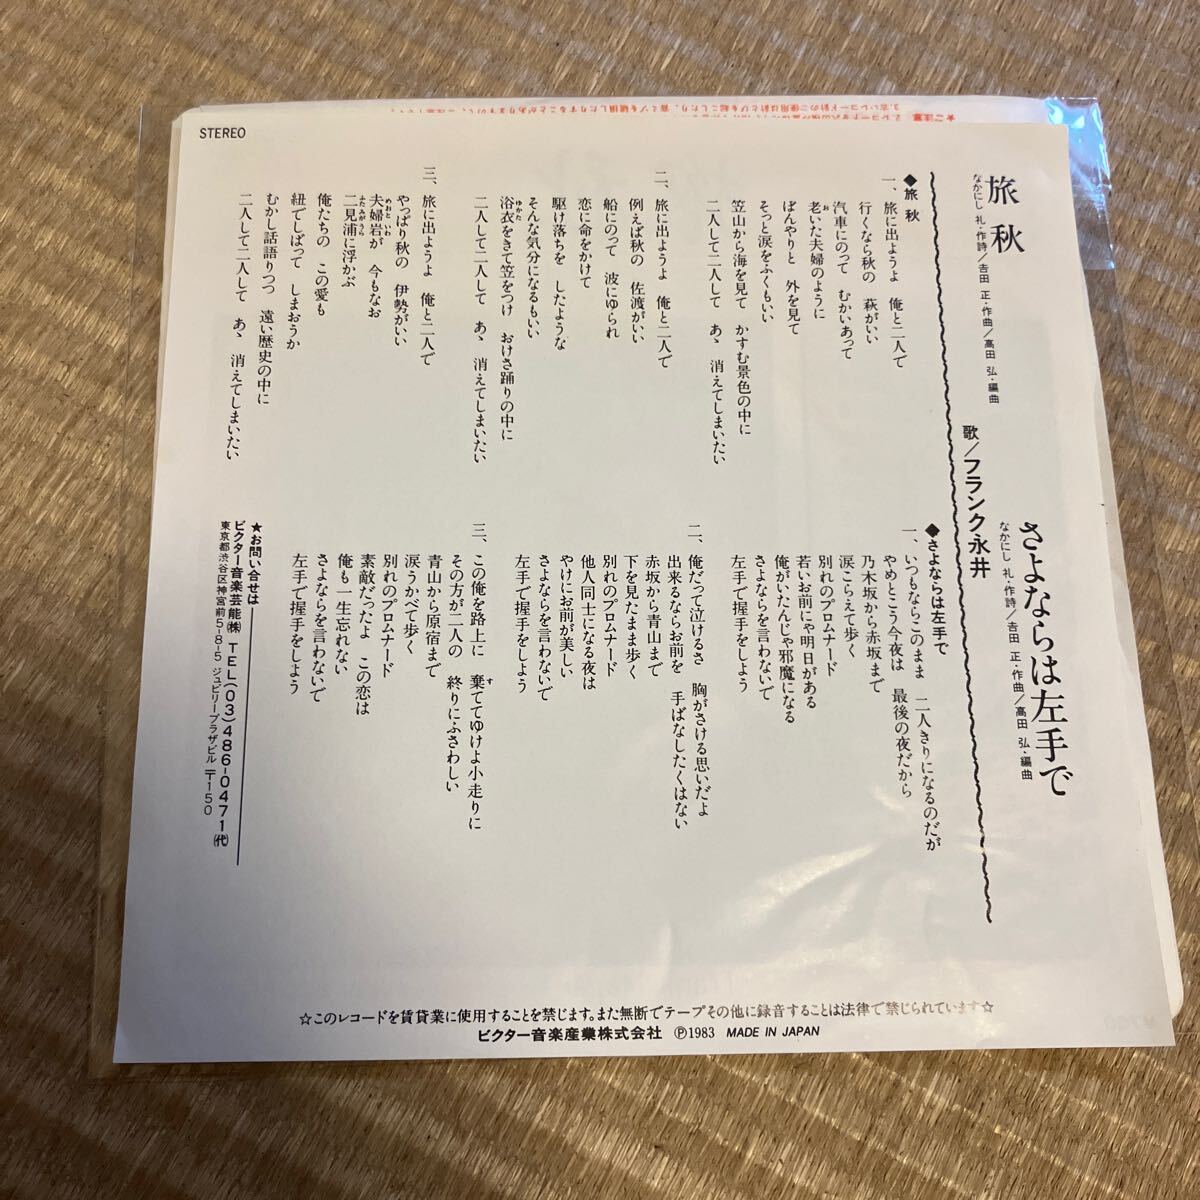 STEREO
旅秋
なかにし 礼・作詩／吉田 正・作曲／高田 弘・編曲
さよならは左手で
なかにし 礼・作詩／吉田 正・作曲／高田 弘・編曲
歌／フランク永井
◆旅秋
一、旅に出ようよ 俺と二人で
行くなら秋の 萩がいい
汽車にのって むかいあって
老いた夫婦のように
ぼんやりと 外を見て
そっと涙をふくもいい
笠山から海を見て かすむ景色の中に
二人して二人して あゝ 消えてしまいたい
二、旅に出ようよ 俺と二人で
例えば秋の 佐渡がいい
船にのって 波にゆられ
恋に命をかけて
駆け落ちを したような
そんな気分になるもいい
浴衣をきて笠をつけ おけさ踊りの中に
二人して二人して あゝ 消えてしまいたい
三、旅に出ようよ 俺と二人で
やっぱり秋の 伊勢がいい
夫婦岩が 今もなお
二見浦に浮かぶ
俺たちの この愛も
紐でしばって しまおうか
むかし話語りつつ 遠い歴史の中に
二人して二人して あゝ 消えてしまいたい
◆さよならは左手で
一、いつもならこのまま 二人きりになるのだが
やめとこう今夜は 最後の夜だから
乃木坂から赤坂まで
涙こらえて歩く
別れのプロムナード
若いお前にゃ明日がある
俺がいたんじゃ邪魔になる
さよならを言わないで
左手で握手をしよう
二、俺だって泣けるさ 胸がさける思いだよ
出来るならお前を 手ばなしたくはない
赤坂から青山まで
下を見たまま歩く
別れのプロムナード
他人同士になる夜は
やけにお前が美しい
さよならを言わないで
左手で握手をしよう
三、この俺を路上に 棄ててゆけよ小走りに
その方が二人の 終りにふさわしい
青山から原宿まで
涙うかべて歩く
別れのプロムナード
素敵だったよ この恋は
俺も一生忘れない
さよならを言わないで
左手で握手をしよう
★お問い合せは
ビクター音楽芸能㈱ TEL(03)486-0471㈹
東京都渋谷区神宮前5-8-5 ジュビリープラザビル 〒150
☆このレコードを賃貸業に使用することを禁じます。また無断でテープその他に録音することは法律で禁じられています☆
ビクター音楽産業株式会社 Ⓟ1983 MADE IN JAPAN